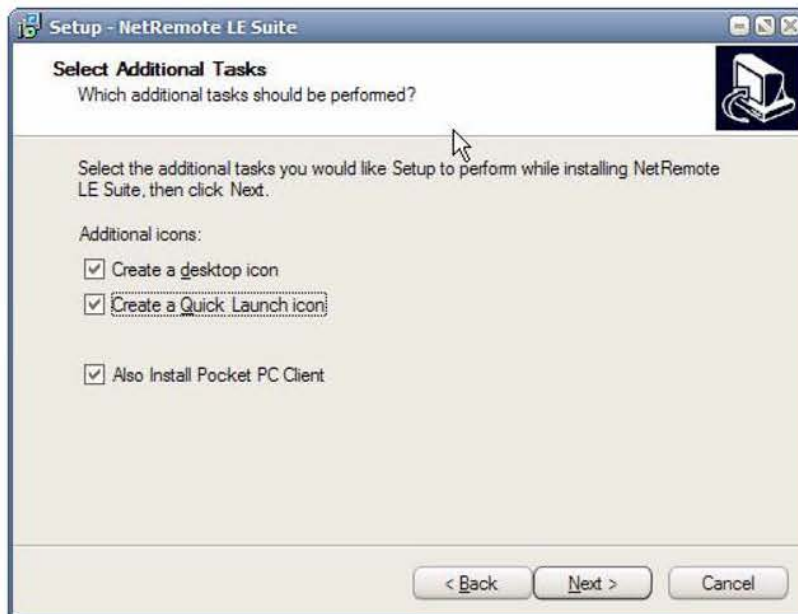 Setup - NetRemote LE Suite
Select Additional Tasks
Which additional tasks should be performed?
Select the additional tasks you would like Setup to perform while installing NetRemote
LE Suite, then click Next.
Additional icons:
Create a desktop icon
Create a Quick Launch icon
Also Install Pocket PC Client
< Back
Next >
Cancel